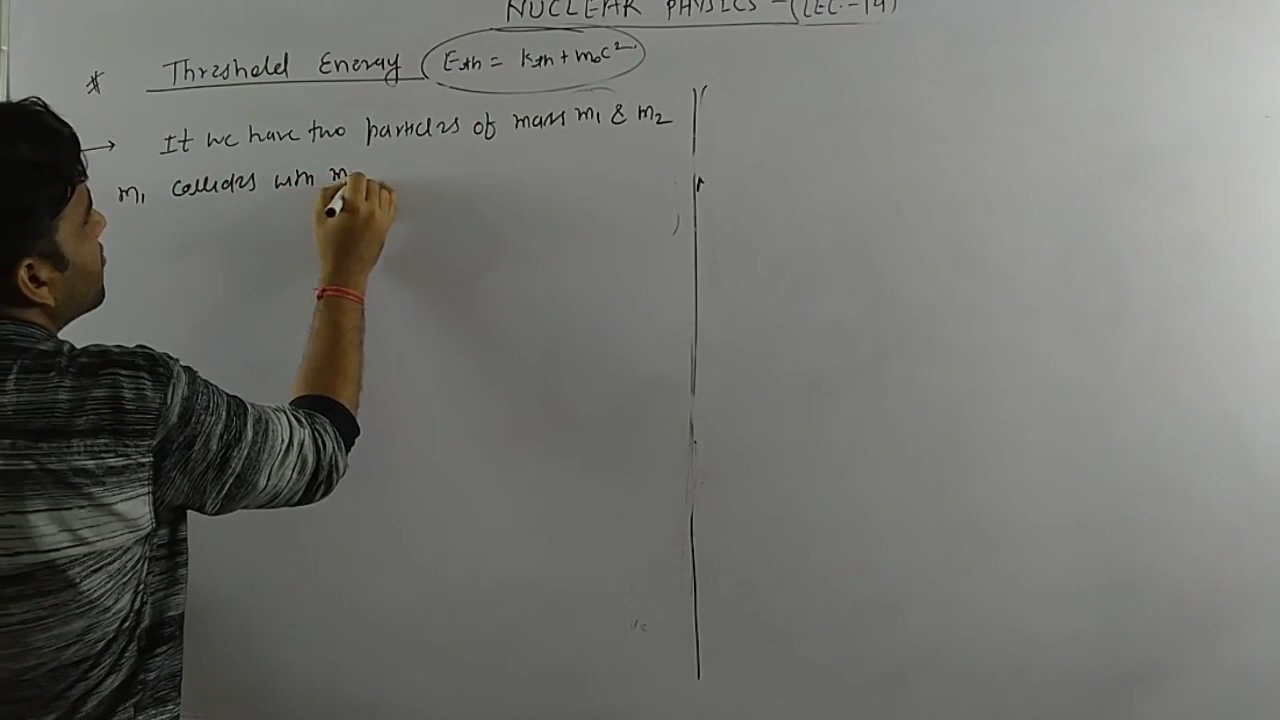 NUCLEAR PHYSICS - (LEC.-14)
* Threshold Energy Eth = Kth + m₀c²
→ It we have two particles of mass m₁ & m₂
m₁ collides with m